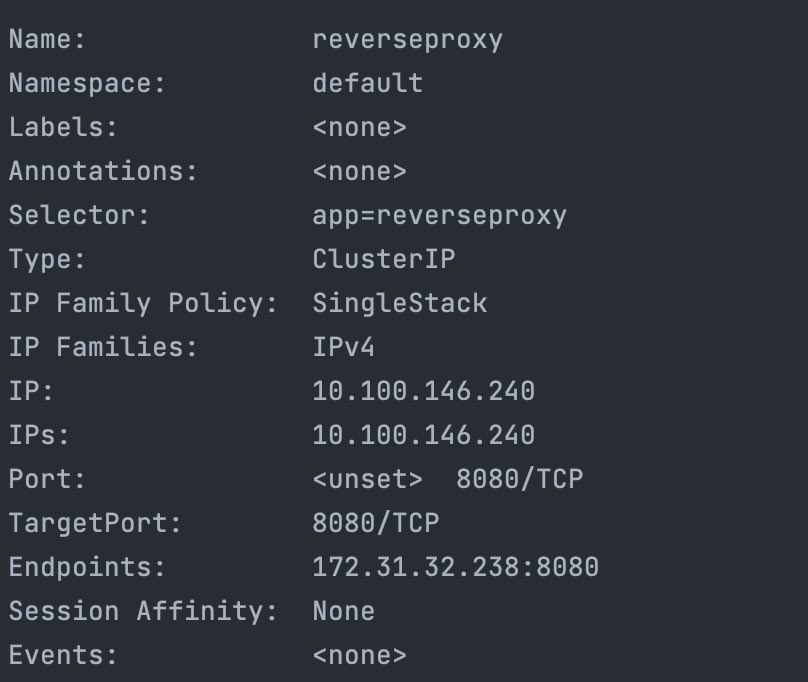 Name: reverseproxy
Namespace: default
Labels: <none>
Annotations: <none>
Selector: app=reverseproxy
Type: ClusterIP
IP Family Policy: SingleStack
IP Families: IPv4
IP: 10.100.146.240
IPs: 10.100.146.240
Port: <unset> 8080/TCP
TargetPort: 8080/TCP
Endpoints: 172.31.32.238:8080
Session Affinity: None
Events: <none>